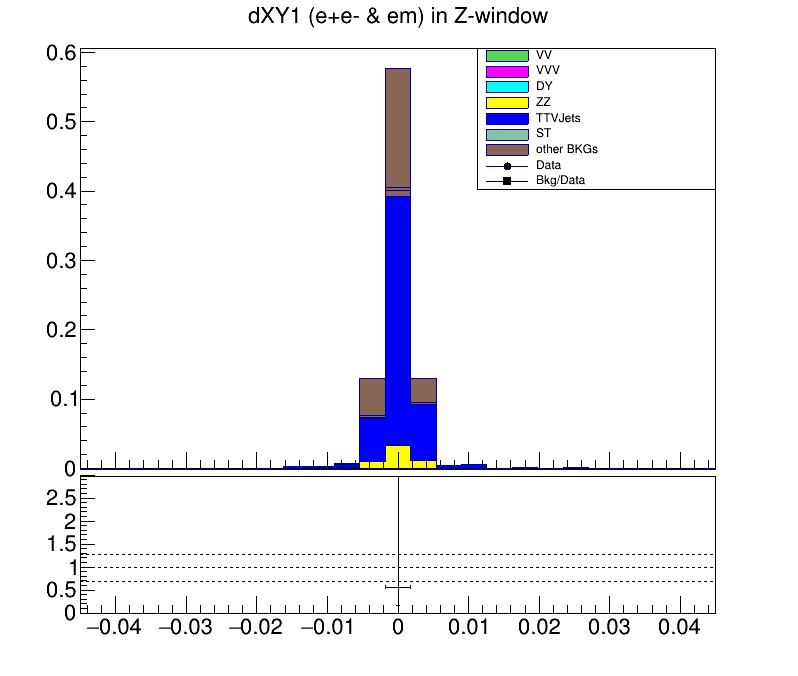 dXY1 (e+e- & em) in Z-window
0.6
0.5
0.4
0.3
0.2
0.1
0
VV
VVV
DY
ZZ
TTVJets
ST
other BKGs
Data
Bkg/Data
2.5
2
1.5
1
0.5
0
−0.04 −0.03 −0.02 −0.01 0 0.01 0.02 0.03 0.04